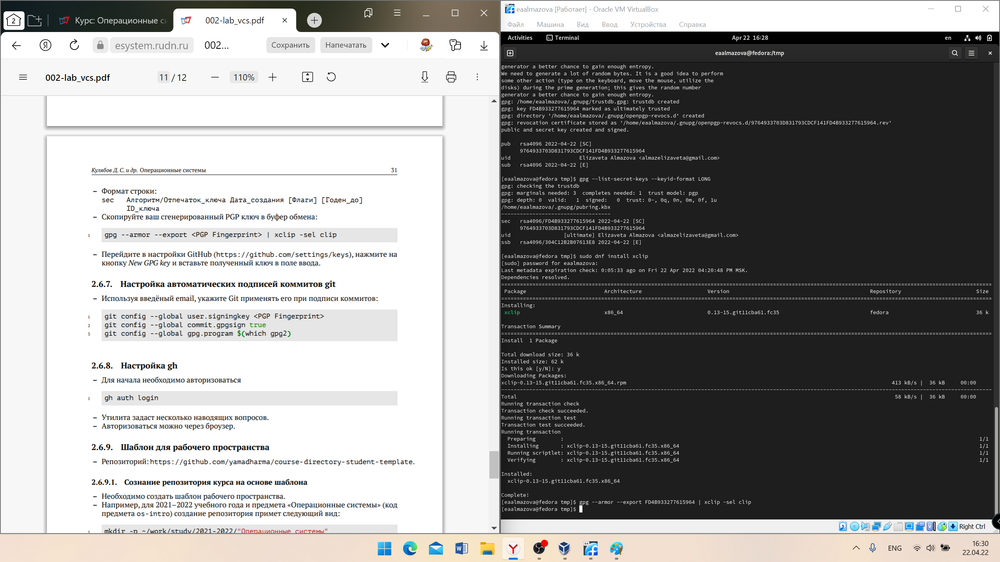 2
Курс: Операционные си
002-lab_vcs.pdf
esystem.rudn.ru
002...
Сохранить
Напечатать
002-lab_vcs.pdf
11 / 12
110%
Кулябов Д. С. и др. Операционные системы
31
– Формат строки:
sec Алгоритм/Отпечаток_ключа Дата_создания [Флаги] [Годен_до]
ID_ключа
– Скопируйте ваш сгенерированный PGP ключ в буфер обмена:
1 gpg --armor --export <PGP Fingerprint> | xclip -sel clip
– Перейдите в настройки GitHub (https://github.com/settings/keys), нажмите на
кнопку New GPG key и вставьте полученный ключ в поле ввода.
2.6.7. Настройка автоматических подписей коммитов git
– Используя введёный email, укажите Git применять его при подписи коммитов:
1 git config --global user.signingkey <PGP Fingerprint>
2 git config --global commit.gpgsign true
3 git config --global gpg.program $(which gpg2)
2.6.8. Настройка gh
– Для начала необходимо авторизоваться
1 gh auth login
– Утилита задаст несколько наводящих вопросов.
– Авторизоваться можно через броузер.
2.6.9. Шаблон для рабочего пространства
– Репозиторий: https://github.com/yamadharma/course-directory-student-template.
2.6.9.1. Сознание репозитория курса на основе шаблона
– Необходимо создать шаблон рабочего пространства.
– Например, для 2021–2022 учебного года и предмета «Операционные системы» (код
предмета os-intro) создание репозитория примет следующий вид:
1 mkdir -p ~/work/study/2021-2022/"Операционные системы"
eaalmazova [Работает] - Oracle VM VirtualBox
Файл Машина Вид Ввод Устройства Справка
Activities Terminal Apr 22 16:28 en
eaalmazova@fedora:/tmp
generator a better chance to gain enough entropy.
We need to generate a lot of random bytes. It is a good idea to perform
some other action (type on the keyboard, move the mouse, utilize the
disks) during the prime generation; this gives the random number
generator a better chance to gain enough entropy.
gpg: /home/eaalmazova/.gnupg/trustdb.gpg: trustdb created
gpg: key FD4B933277615964 marked as ultimately trusted
gpg: directory '/home/eaalmazova/.gnupg/openpgp-revocs.d' created
gpg: revocation certificate stored as '/home/eaalmazova/.gnupg/openpgp-revocs.d/9764933703D831793CDCF141FD4B933277615964.rev'
public and secret key created and signed.
pub rsa4096 2022-04-22 [SC]
9764933703D831793CDCF141FD4B933277615964
uid Elizaveta Almazova <almazelizaveta@gmail.com>
sub rsa4096 2022-04-22 [E]
[eaalmazova@fedora tmp]$ gpg --list-secret-keys --keyid-format LONG
gpg: checking the trustdb
gpg: marginals needed: 3 completes needed: 1 trust model: pgp
gpg: depth: 0 valid: 1 signed: 0 trust: 0-, 0q, 0n, 0m, 0f, 1u
/home/eaalmazova/.gnupg/pubring.kbx
-----------------------------------
sec rsa4096/FD4B933277615964 2022-04-22 [SC]
9764933703D831793CDCF141FD4B933277615964
uid [ultimate] Elizaveta Almazova <almazelizaveta@gmail.com>
ssb rsa4096/304C12B2B07613E8 2022-04-22 [E]
[eaalmazova@fedora tmp]$ sudo dnf install xclip
[sudo] password for eaalmazova:
Last metadata expiration check: 0:05:33 ago on Fri 22 Apr 2022 04:20:48 PM MSK.
Dependencies resolved.
Package Architecture Version Repository Size
Installing:
xclip x86_64 0.13-15.git11cba61.fc35 fedora 36 k
Transaction Summary
Install 1 Package
Total download size: 36 k
Installed size: 62 k
Is this ok [y/N]: y
Downloading Packages:
xclip-0.13-15.git11cba61.fc35.x86_64.rpm 413 kB/s | 36 kB 00:00
Total 58 kB/s | 36 kB 00:00
Running transaction check
Transaction check succeeded.
Running transaction test
Transaction test succeeded.
Running transaction
Preparing : 1/1
Installing : xclip-0.13-15.git11cba61.fc35.x86_64 1/1
Running scriptlet: xclip-0.13-15.git11cba61.fc35.x86_64 1/1
Verifying : xclip-0.13-15.git11cba61.fc35.x86_64 1/1
Installed:
xclip-0.13-15.git11cba61.fc35.x86_64
Complete!
[eaalmazova@fedora tmp]$ gpg --armor --export FD4B933277615964 | xclip -sel clip
[eaalmazova@fedora tmp]$
Right Ctrl
ENG
16:30
22.04.22